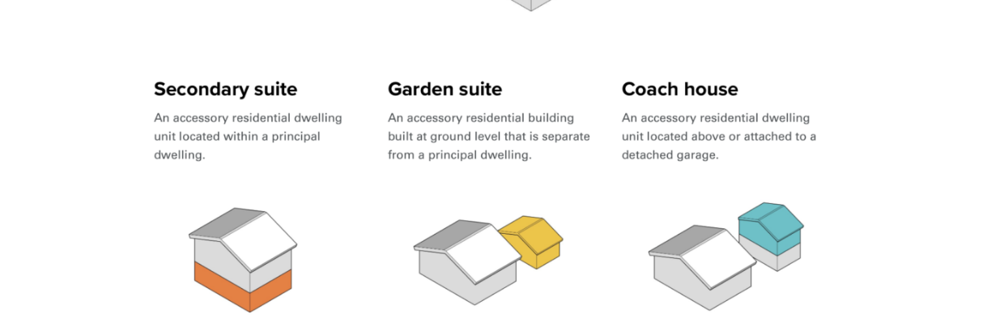 Secondary suite
An accessory residential dwelling
unit located within a principal
dwelling.
Garden suite
An accessory residential building
built at ground level that is separate
from a principal dwelling.
Coach house
An accessory residential dwelling
unit located above or attached to a
detached garage.